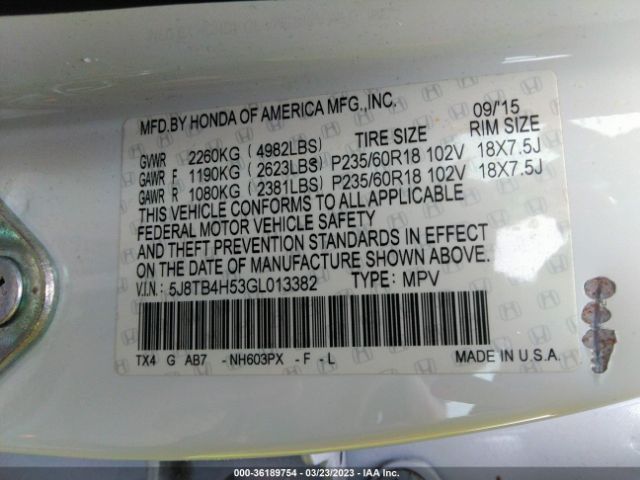 MFD.BY HONDA OF AMERICA MFG.,INC. 09/'15
TIRE SIZE RIM SIZE
GVWR 2260KG (4982LBS)
GAWR F 1190KG (2623LBS) P235/60R18 102V 18X7.5J
GAWR R 1080KG (2381LBS) P235/60R18 102V 18X7.5J
THIS VEHICLE CONFORMS TO ALL APPLICABLE
FEDERAL MOTOR VEHICLE SAFETY
AND THEFT PREVENTION STANDARDS IN EFFECT
ON THE DATE OF MANUFACTURE SHOWN ABOVE.
V.I.N.: 5J8TB4H53GL013382 TYPE: MPV
TX4 G AB7 -NH603PX -F -L MADE IN U.S.A.
000-36189754 - 03/23/2023 - IAA Inc.